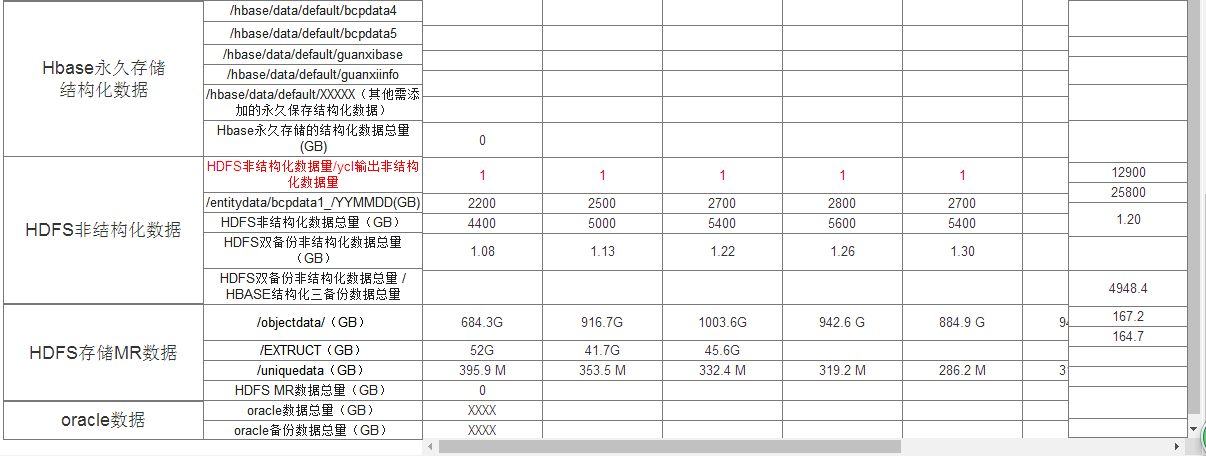 Hbase永久存储
结构化数据
/hbase/data/default/bcpdata4
/hbase/data/default/bcpdata5
/hbase/data/default/guanxibase
/hbase/data/default/guanxiinfo
/hbase/data/default/XXXXX（其他需添
加的永久保存结构化数据）
Hbase永久存储的结构化数据总量
(GB)
0
HDFS非结构化数据
HDFS非结构化数据量/ycl输出非结构
化数据量
1 1 1 1 1 12900
/entitydata/bcpdata1_/YYMMDD(GB) 2200 2500 2700 2800 2700 25800
HDFS非结构化数据总量（GB） 4400 5000 5400 5600 5400 1.20
HDFS双备份非结构化数据总量
（GB）
1.08 1.13 1.22 1.26 1.30
HDFS双备份非结构化数据总量 /
HBASE结构化三备份数据总量
4948.4
HDFS存储MR数据
/objectdata/（GB） 684.3G 916.7G 1003.6G 942.6 G 884.9 G 167.2
164.7
/EXTRUCT（GB） 52G 41.7G 45.6G
/uniquedata（GB） 395.9 M 353.5 M 332.4 M 319.2 M 286.2 M
HDFS MR数据总量（GB） 0
oracle数据
oracle数据总量（GB） XXXX
oracle备份数据总量（GB） XXXX